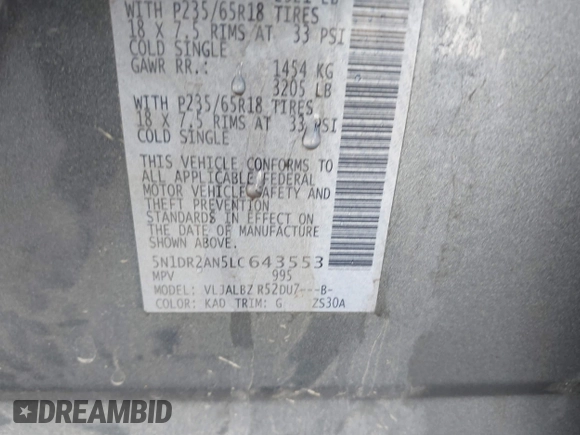 WITH P235/65R18 TIRES
18 X 7.5 RIMS AT 33 PSI
COLD SINGLE
GAWR RR.: 1454 KG
3205 LB
WITH P235/65R18 TIRES
18 X 7.5 RIMS AT 33 PSI
COLD SINGLE
THIS VEHICLE CONFORMS TO
ALL APPLICABLE FEDERAL
MOTOR VEHICLE SAFETY AND
THEFT PREVENTION
STANDARDS IN EFFECT ON
THE DATE OF MANUFACTURE
SHOWN ABOVE.
5N1DR2AN5LC643553
MPV 995
MODEL: VLJALBZ R52DU7---B-
COLOR: KAD TRIM: G ZS30A
DREAMBID